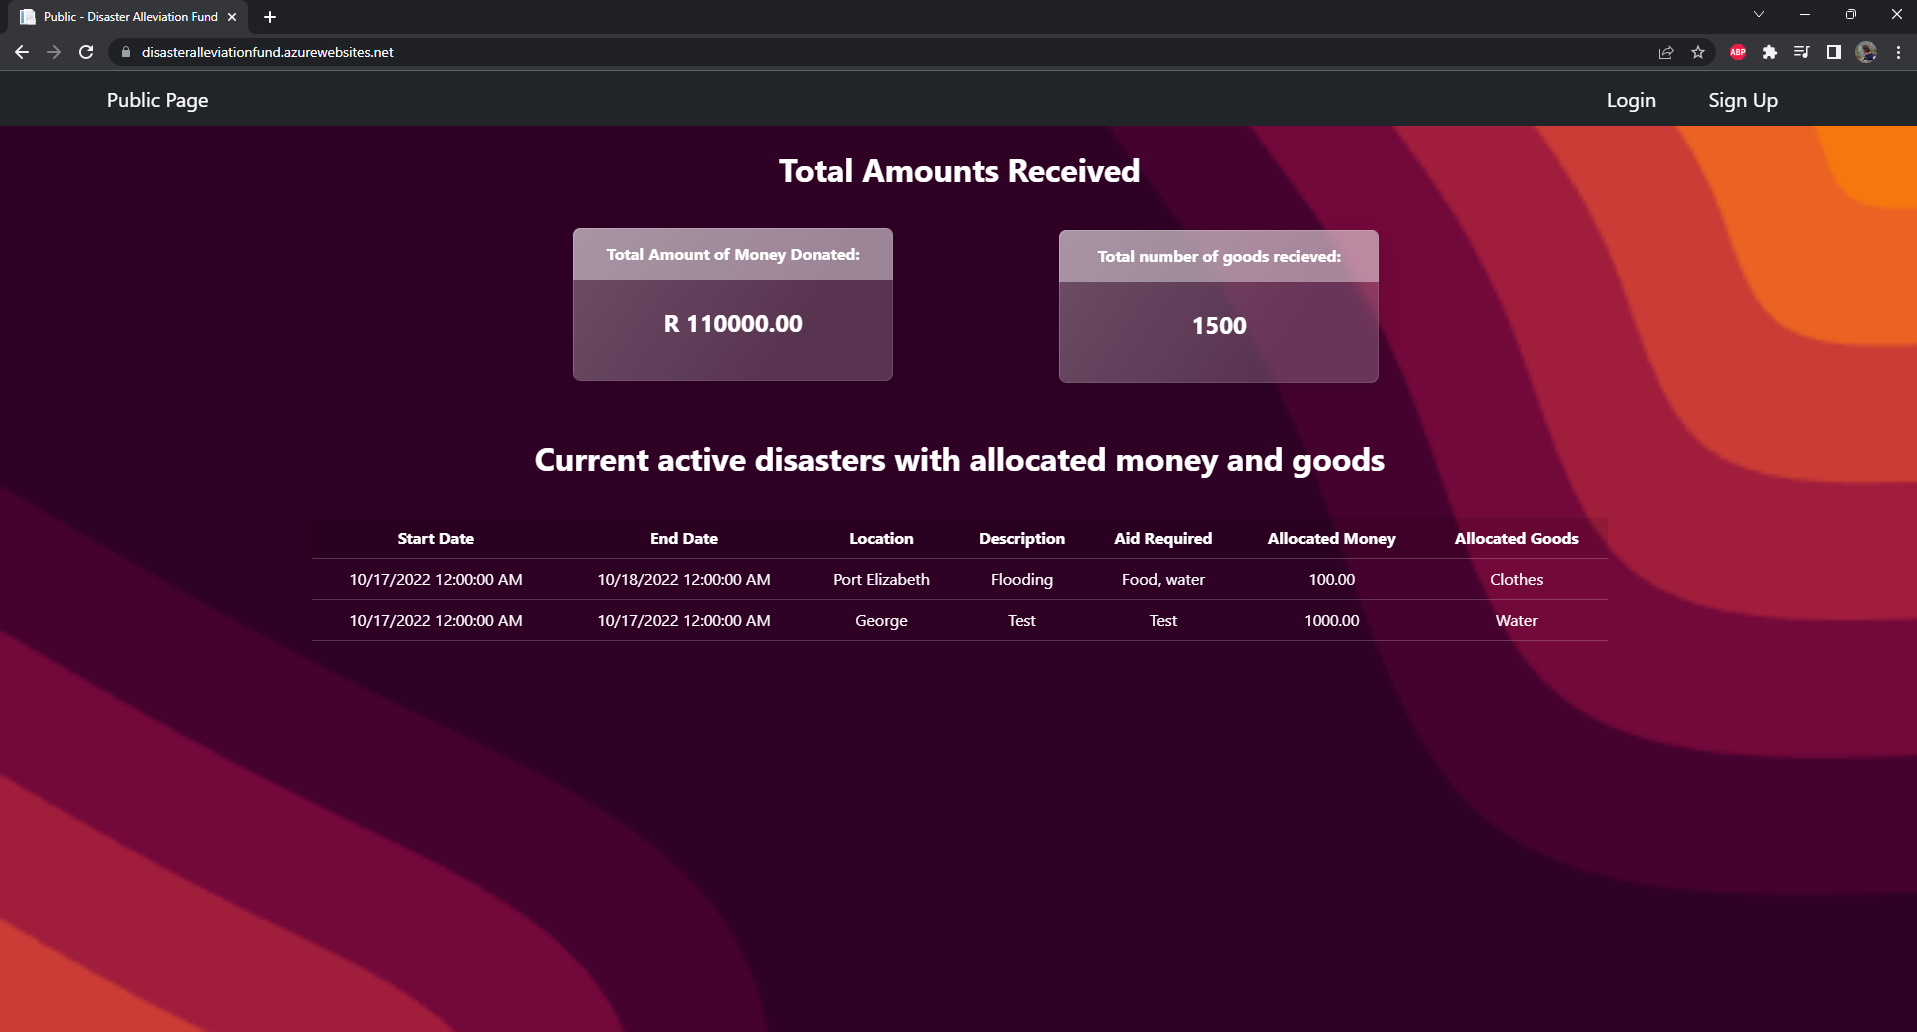 Public - Disaster Alleviation Fund
disasteralleviationfund.azurewebsites.net
ABP
Public Page
Login
Sign Up
Total Amounts Received
Total Amount of Money Donated:
R 110000.00
Total number of goods recieved:
1500
Current active disasters with allocated money and goods
Start Date End Date Location Description Aid Required Allocated Money Allocated Goods
10/17/2022 12:00:00 AM 10/18/2022 12:00:00 AM Port Elizabeth Flooding Food, water 100.00 Clothes
10/17/2022 12:00:00 AM 10/17/2022 12:00:00 AM George Test Test 1000.00 Water